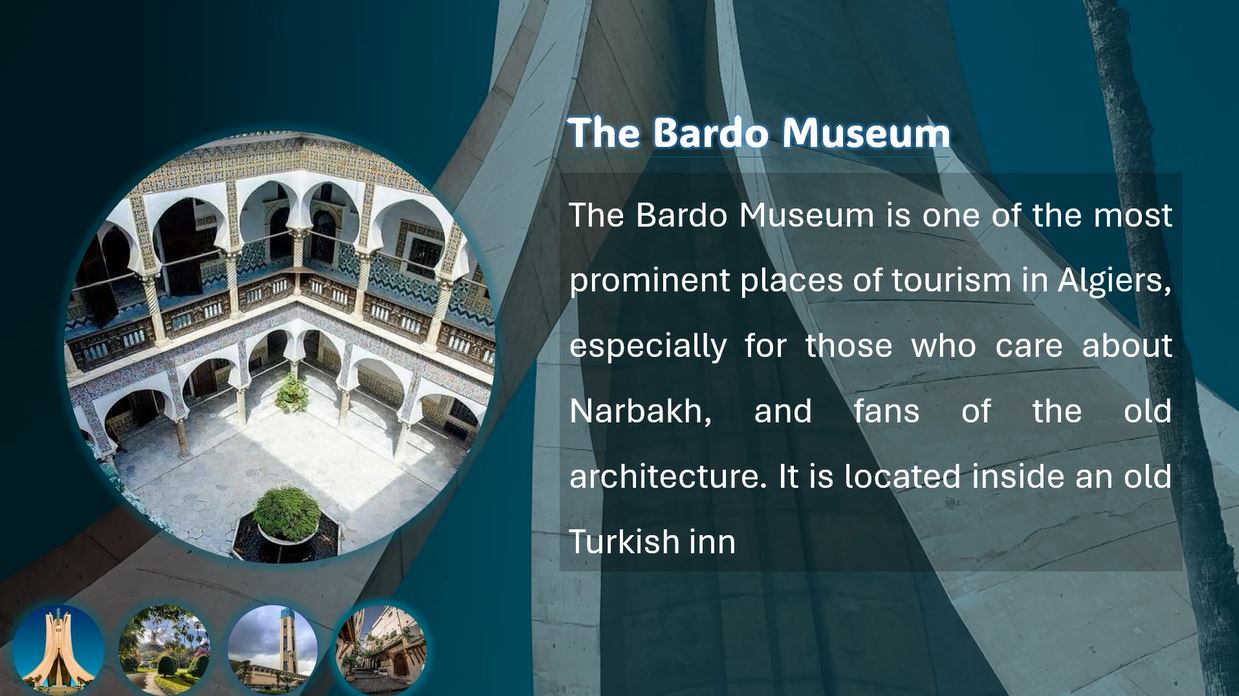 The Bardo Museum
The Bardo Museum is one of the most
prominent places of tourism in Algiers,
especially for those who care about
Narbakh, and fans of the old
architecture. It is located inside an old
Turkish inn